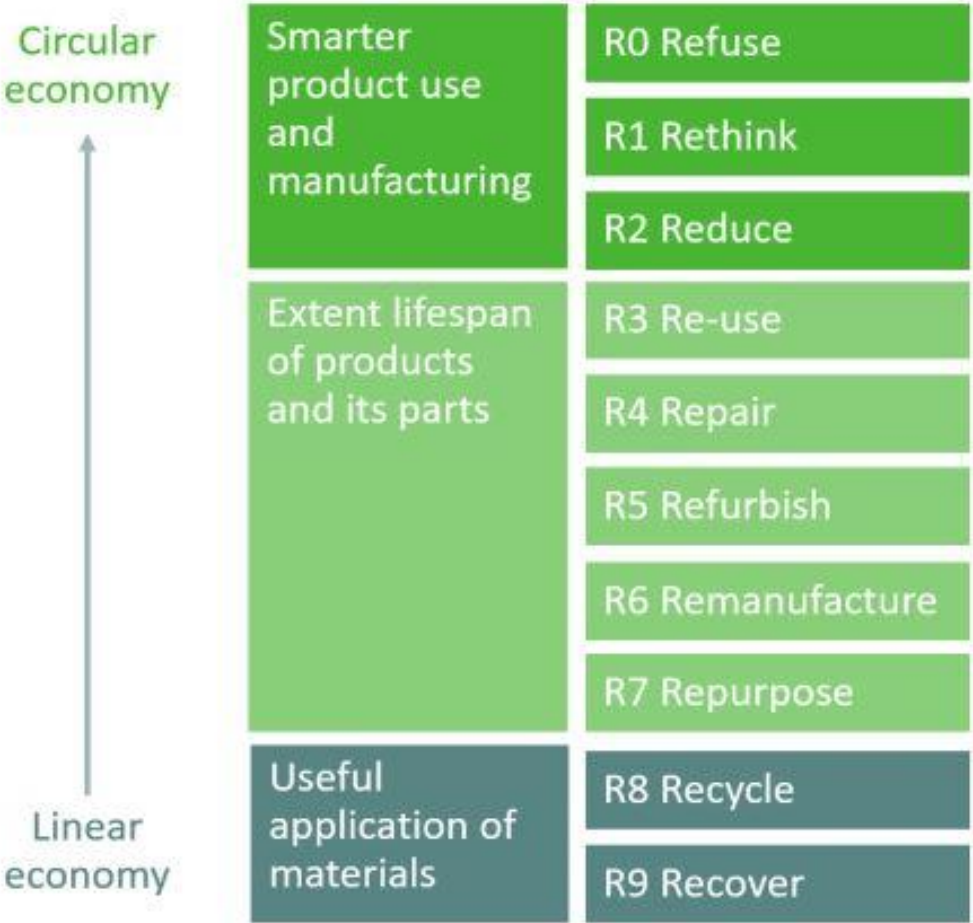 Circular
economy
Linear
economy
Smarter
product use
and
manufacturing
R0 Refuse
R1 Rethink
R2 Reduce
Extent lifespan
of products
and its parts
R3 Re-use
R4 Repair
R5 Refurbish
R6 Remanufacture
R7 Repurpose
Useful
application of
materials
R8 Recycle
R9 Recover